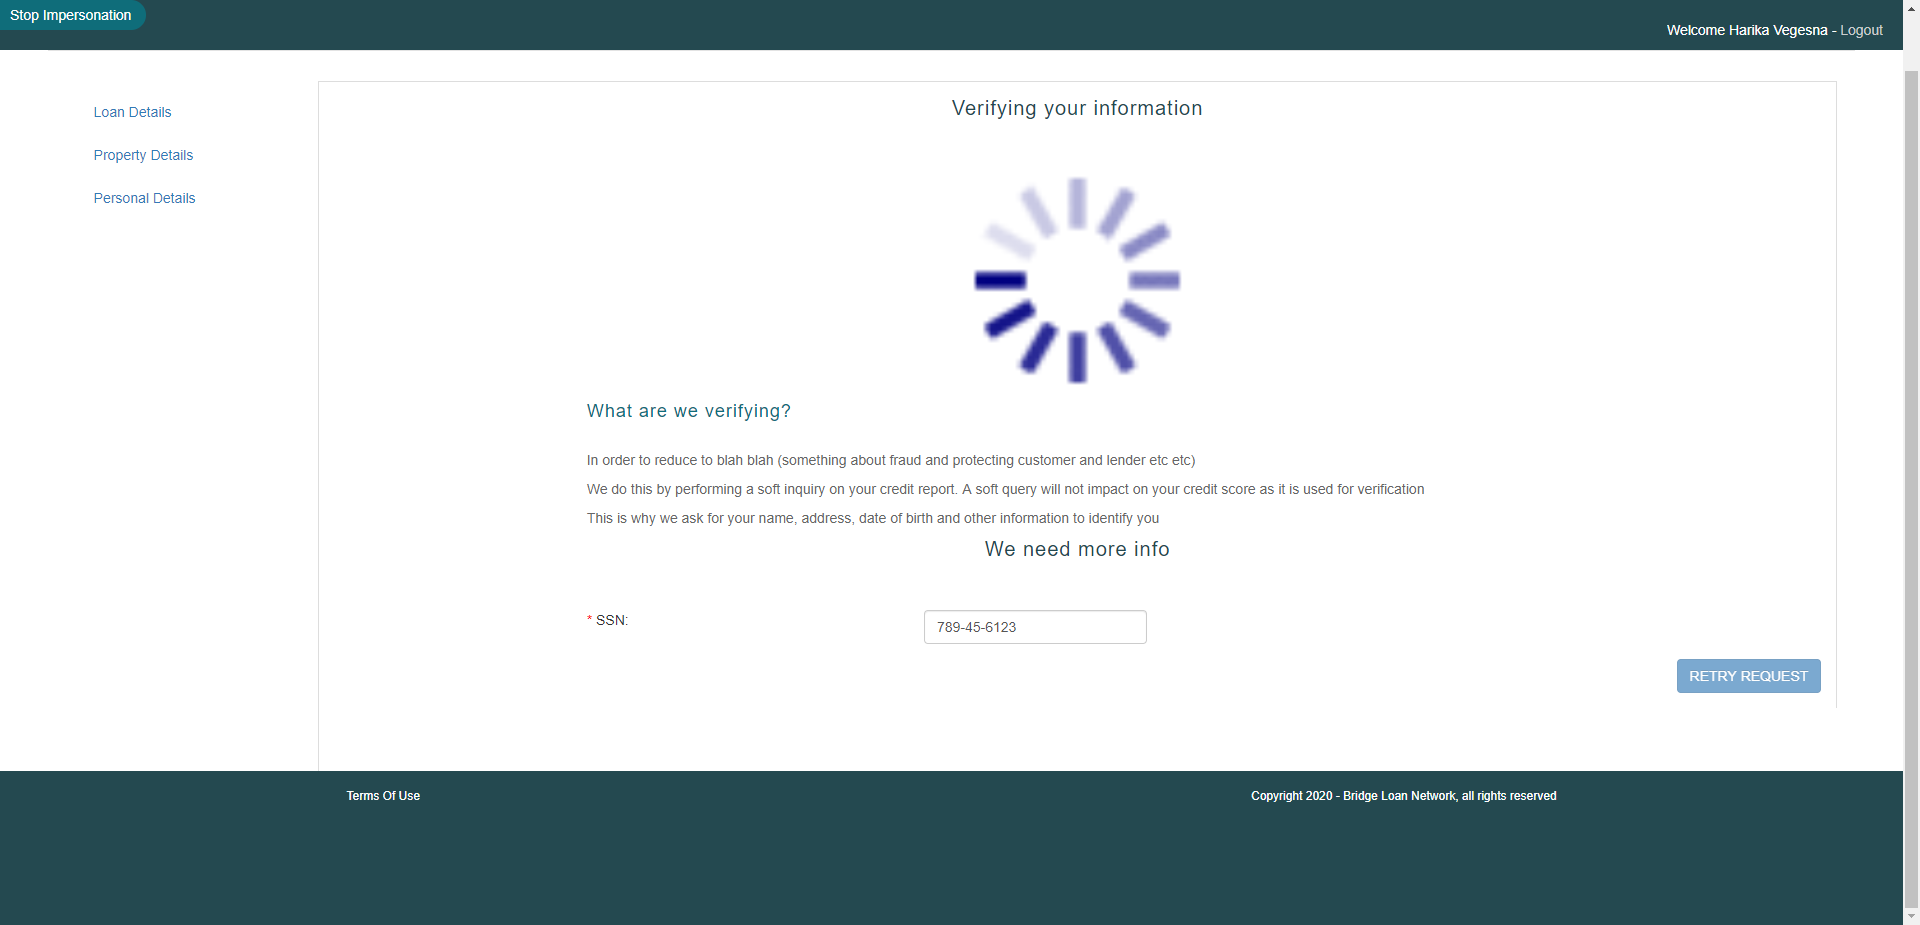 Stop Impersonation
Welcome Harika Vegesna - Logout
Loan Details
Property Details
Personal Details
Verifying your information
What are we verifying?
In order to reduce to blah blah (something about fraud and protecting customer and lender etc etc)
We do this by performing a soft inquiry on your credit report. A soft query will not impact on your credit score as it is used for verification
This is why we ask for your name, address, date of birth and other information to identify you
We need more info
* SSN: 789-45-6123
RETRY REQUEST
Terms Of Use
Copyright 2020 - Bridge Loan Network, all rights reserved